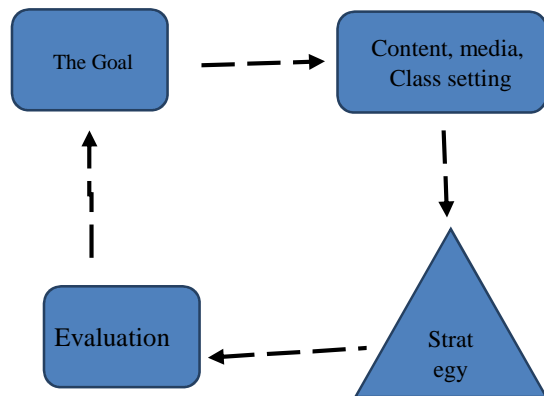 The Goal
Content, media,
Class setting
Evaluation
Strat
egy